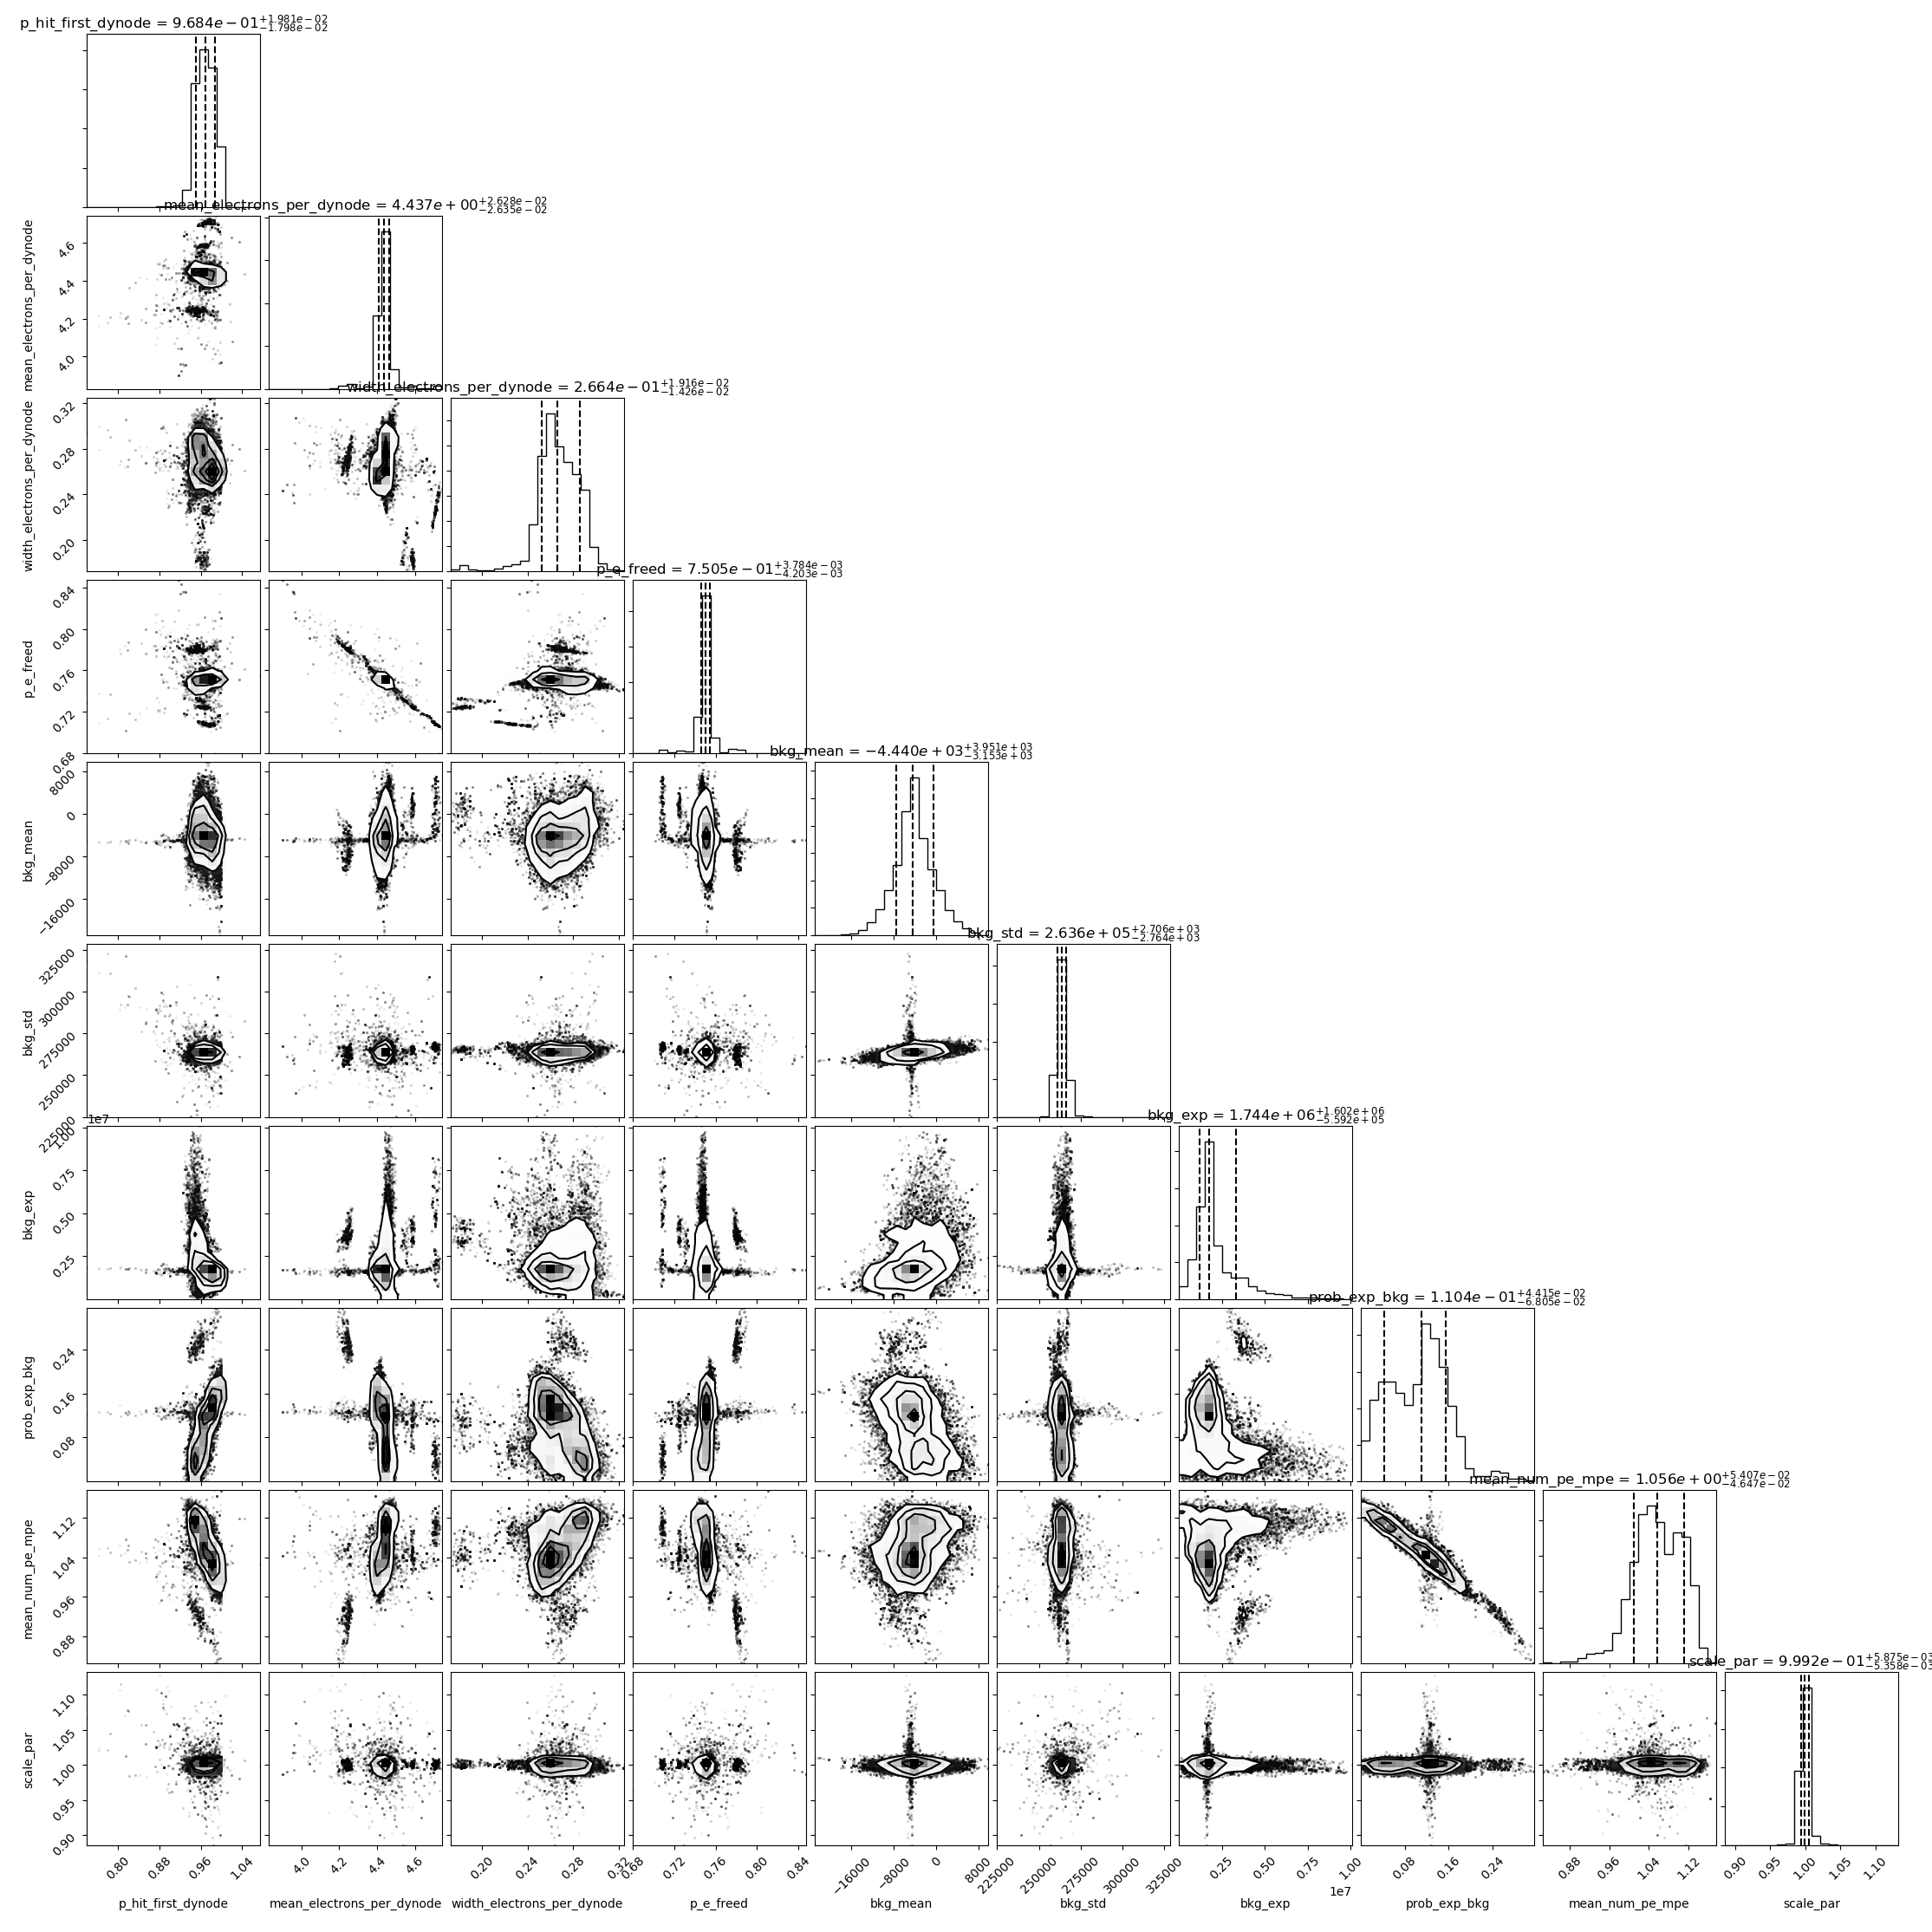 p_hit_first_dynode = 9.684e−01 +1.981e−02 −1.798e−02
mean_electrons_per_dynode = 4.437e+00 +2.628e−02 −2.635e−02
mean_electrons_per_dynode
4.6
4.4
4.2
4.0
width_electrons_per_dynode = 2.664e−01 +1.916e−02 −1.426e−02
width_electrons_per_dynode
0.32
0.28
0.24
0.20
p_e_freed = 7.505e−01 +3.784e−03 −4.203e−03
p_e_freed
0.84
0.80
0.76
0.72
0.68
bkg_mean = −4.440e+03 +3.951e+03 −3.153e+03
bkg_mean
8000
0
−8000
−16000
bkg_std = 2.636e+05 +2.706e+03 −2.764e+03
bkg_std
325000
300000
275000
250000
225000
bkg_exp = 1.744e+06 +1.602e+06 −5.592e+05
1e7
bkg_exp
1.00
0.75
0.50
0.25
prob_exp_bkg = 1.104e−01 +4.415e−02 −6.805e−02
prob_exp_bkg
0.24
0.16
0.08
mean_num_pe_mpe = 1.056e+00 +5.407e−02 −4.647e−02
mean_num_pe_mpe
1.12
1.04
0.96
0.88
scale_par = 9.992e−01 +5.875e−03 −5.358e−03
scale_par
1.10
1.05
1.00
0.95
0.90
0.80 0.88 0.96 1.04
4.0 4.2 4.4 4.6
0.20 0.24 0.28 0.32
0.68 0.72 0.76 0.80 0.84
−16000 −8000 0 8000
225000 250000 275000 300000 325000
0.25 0.50 0.75 1.00
1e7
0.08 0.16 0.24
0.88 0.96 1.04 1.12
0.90 0.95 1.00 1.05 1.10
p_hit_first_dynode mean_electrons_per_dynode width_electrons_per_dynode p_e_freed bkg_mean bkg_std bkg_exp prob_exp_bkg mean_num_pe_mpe scale_par